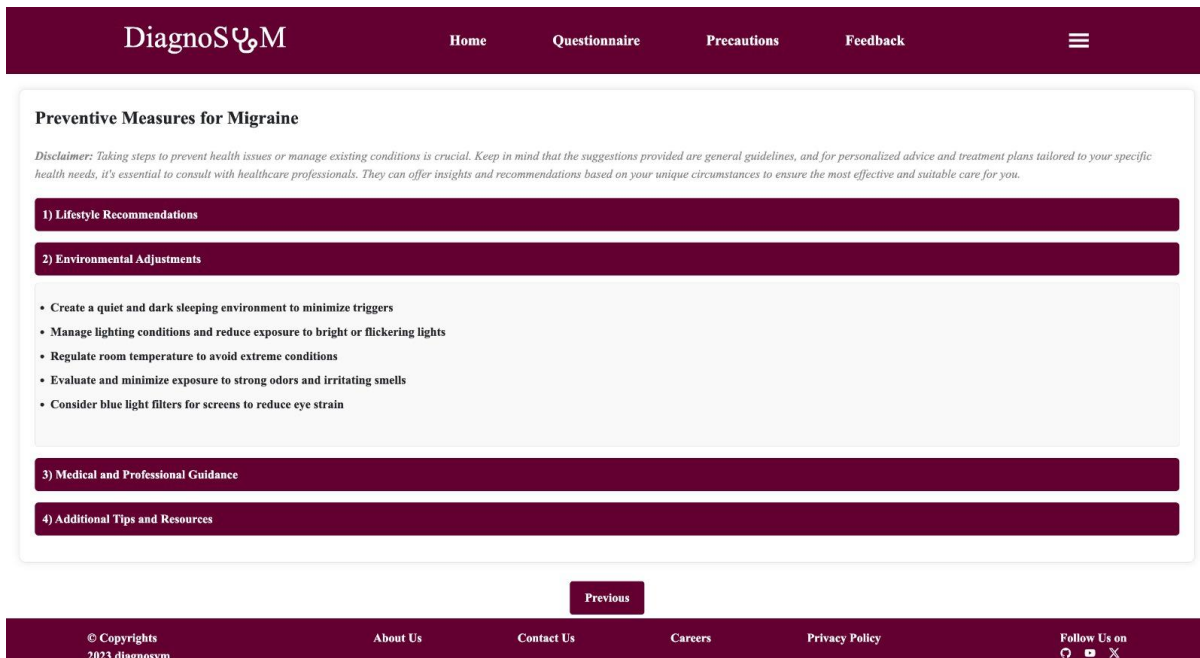 DiagnoSYM
Home
Questionnaire
Precautions
Feedback
Preventive Measures for Migraine
Disclaimer: Taking steps to prevent health issues or manage existing conditions is crucial. Keep in mind that the suggestions provided are general guidelines, and for personalized advice and treatment plans tailored to your specific
health needs, it's essential to consult with healthcare professionals. They can offer insights and recommendations based on your unique circumstances to ensure the most effective and suitable care for you.
1) Lifestyle Recommendations
2) Environmental Adjustments
• Create a quiet and dark sleeping environment to minimize triggers
• Manage lighting conditions and reduce exposure to bright or flickering lights
• Regulate room temperature to avoid extreme conditions
• Evaluate and minimize exposure to strong odors and irritating smells
• Consider blue light filters for screens to reduce eye strain
3) Medical and Professional Guidance
4) Additional Tips and Resources
Previous
© Copyrights
2023 diagnosym
About Us
Contact Us
Careers
Privacy Policy
Follow Us on